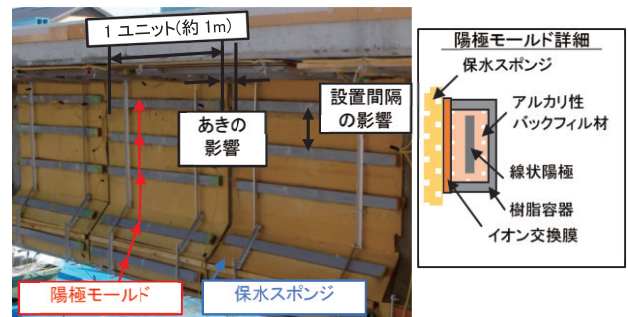 1 ユニット(約 1m)
設置間隔
の影響
あきの
影響
陽極モールド
保水スポンジ
陽極モールド詳細
保水スポンジ
アルカリ性
バックフィル材
線状陽極
樹脂容器
イオン交換膜